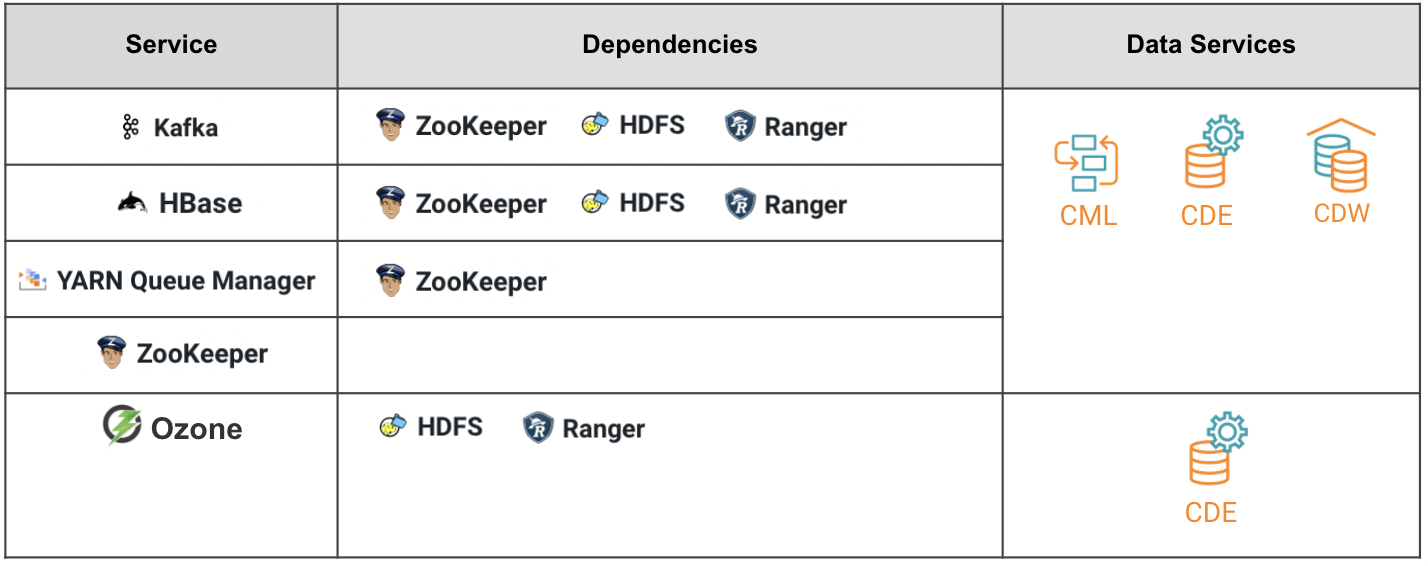 Service Dependencies Data Services
Kafka ZooKeeper HDFS Ranger
HBase ZooKeeper HDFS Ranger
CML CDE CDW
YARN Queue Manager ZooKeeper
ZooKeeper
Ozone HDFS Ranger
CDE